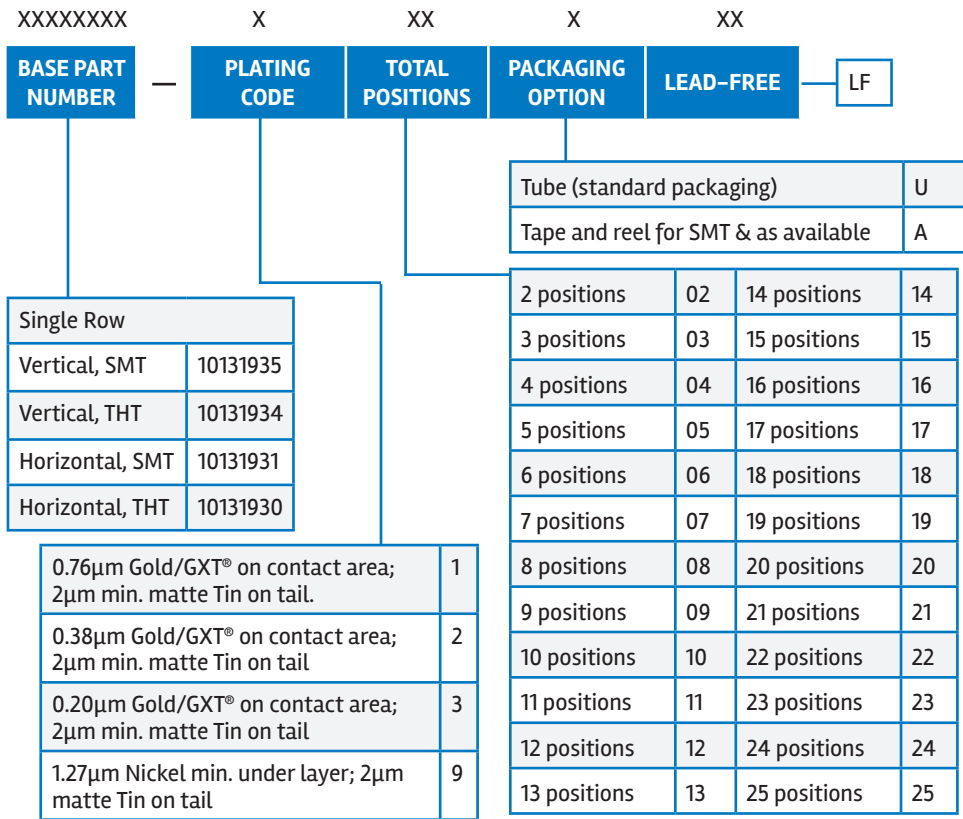 XXXXXXXX X XX X XX
BASE PART NUMBER — PLATING CODE TOTAL POSITIONS PACKAGING OPTION LEAD-FREE LF
Tube (standard packaging) U
Tape and reel for SMT & as available A
Single Row
Vertical, SMT 10131935
Vertical, THT 10131934
Horizontal, SMT 10131931
Horizontal, THT 10131930
0.76µm Gold/GXT® on contact area;
2µm min. matte Tin on tail. 1
0.38µm Gold/GXT® on contact area;
2µm min. matte Tin on tail 2
0.20µm Gold/GXT® on contact area;
2µm min. matte Tin on tail 3
1.27µm Nickel min. under layer; 2µm
matte Tin on tail 9
2 positions 02 14 positions 14
3 positions 03 15 positions 15
4 positions 04 16 positions 16
5 positions 05 17 positions 17
6 positions 06 18 positions 18
7 positions 07 19 positions 19
8 positions 08 20 positions 20
9 positions 09 21 positions 21
10 positions 10 22 positions 22
11 positions 11 23 positions 23
12 positions 12 24 positions 24
13 positions 13 25 positions 25